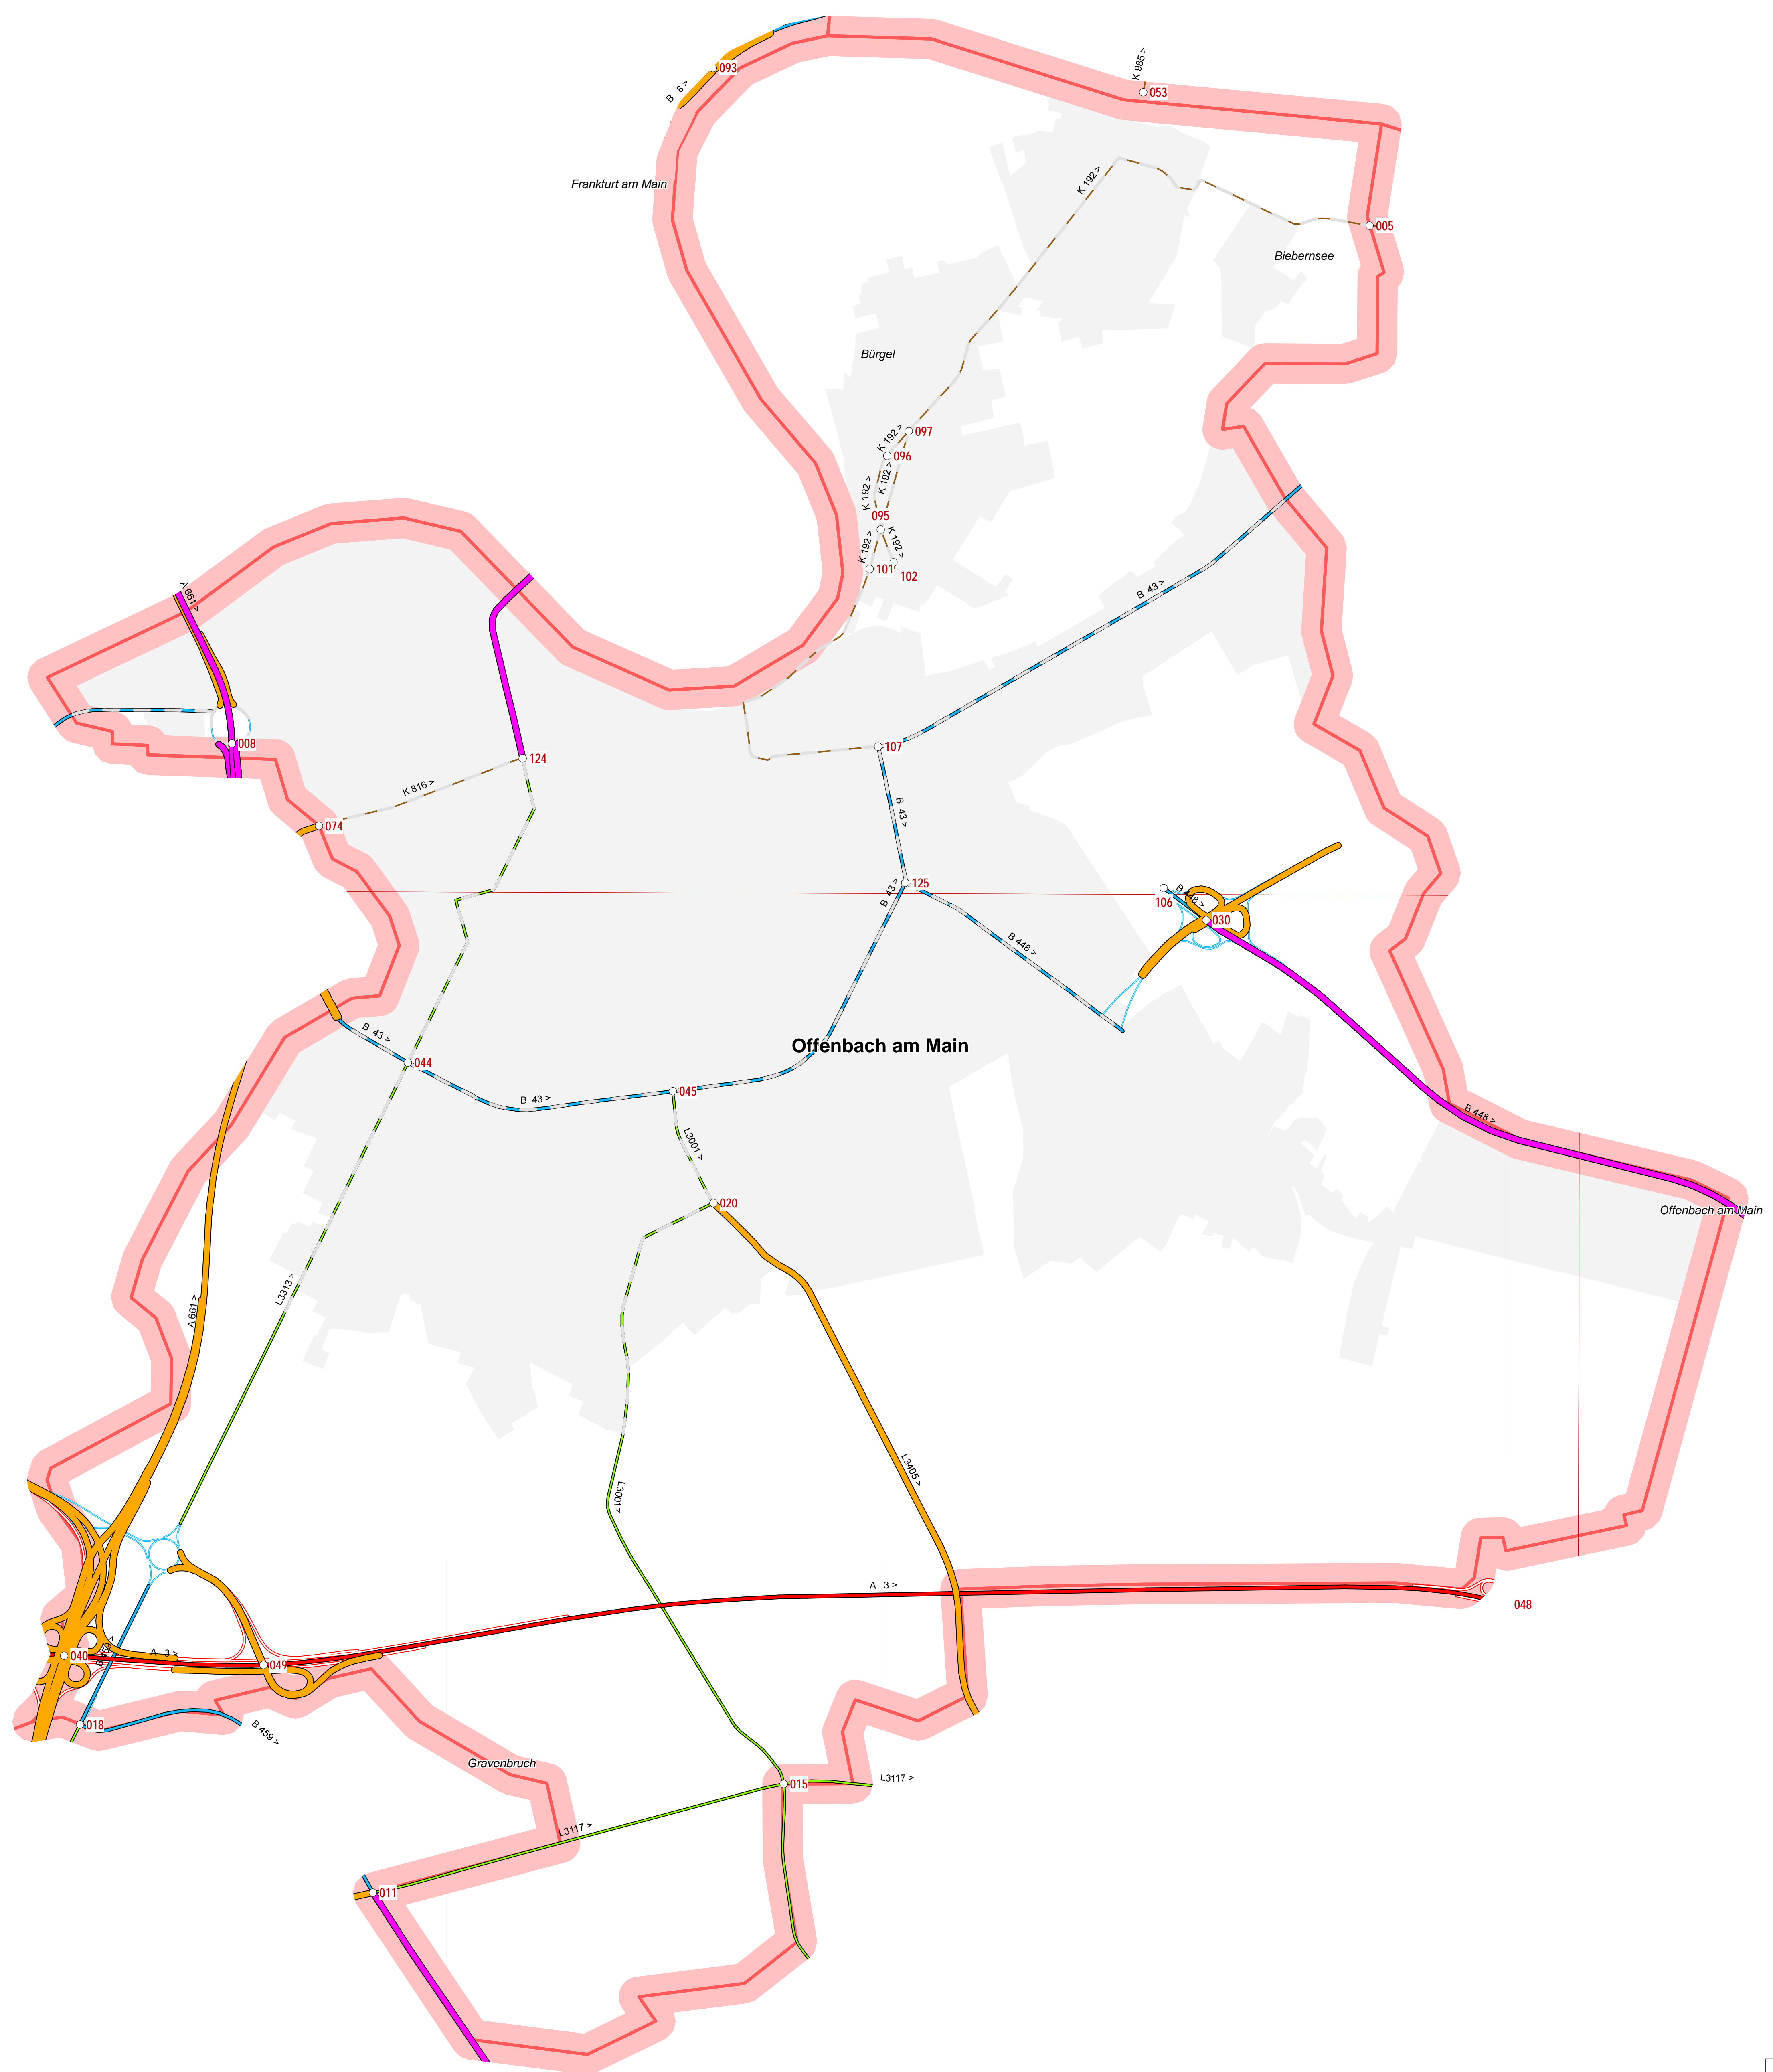 K 985 >
093
B   8 >
053
Frankfurt am Main
K 192 >
005
Biebernsee
Bürgel
K 192 >
097
096
K 192 >
K 192 >
095
K 192 >
K 192 >
101
102
A 661 >
B  43 >
008
107
124
K 816 >
074
B  43 >
125
B  43 >
B 448 >
106
030
B 448 >
B  43 >
Offenbach am Main
044
045
B  43 >
B 448 >
L3001 >
020
Offenbach am Main
L3313 >
A 661 >
L3405 >
L3001 >
A   3 >
048
A   3 >
040
049
018
B 459 >
Gravenbruch
015
L3117 >
L3117 >
011